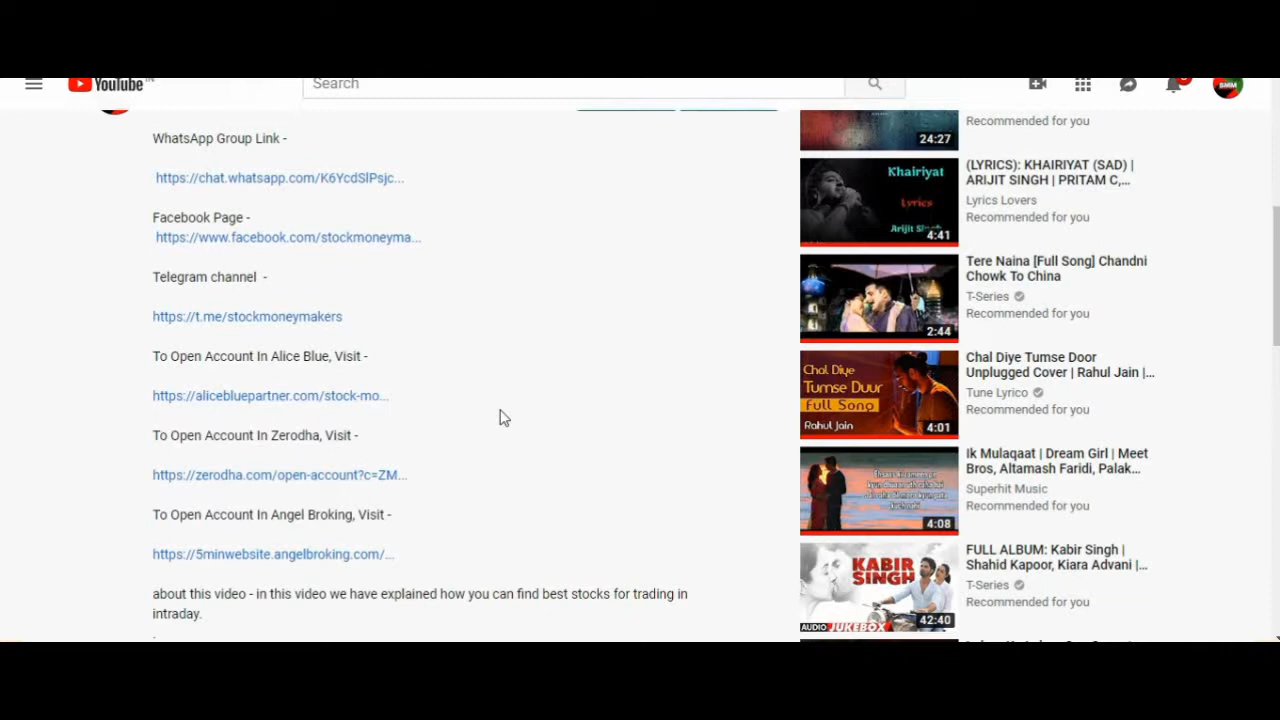 YouTube
IN
Search
SMM
WhatsApp Group Link -
https://chat.whatsapp.com/K6YcdSlPsjc...
Facebook Page -
https://www.facebook.com/stockmoneyma...
Telegram channel -
https://t.me/stockmoneymakers
To Open Account In Alice Blue, Visit -
https://alicebluepartner.com/stock-mo...
To Open Account In Zerodha, Visit -
https://zerodha.com/open-account?c=ZM...
To Open Account In Angel Broking, Visit -
https://5minwebsite.angelbroking.com/...
about this video - in this video we have explained how you can find best stocks for trading in
intraday.
.
24:27
Recommended for you
Khairiyat
Lyrics
Arijit Singh
4:41
(LYRICS): KHAIRIYAT (SAD) |
ARIJIT SINGH | PRITAM C,...
Lyrics Lovers
Recommended for you
2:44
Tere Naina [Full Song] Chandni
Chowk To China
T-Series
Recommended for you
Chal Diye
Tumse Duur
Full Song
Rahul Jain
4:01
Chal Diye Tumse Door
Unplugged Cover | Rahul Jain |...
Tune Lyrico
Recommended for you
4:08
Ik Mulaqaat | Dream Girl | Meet
Bros, Altamash Faridi, Palak...
Superhit Music
Recommended for you
KABIR
SINGH
AUDIO JUKEBOX
42:40
FULL ALBUM: Kabir Singh |
Shahid Kapoor, Kiara Advani |...
T-Series
Recommended for you